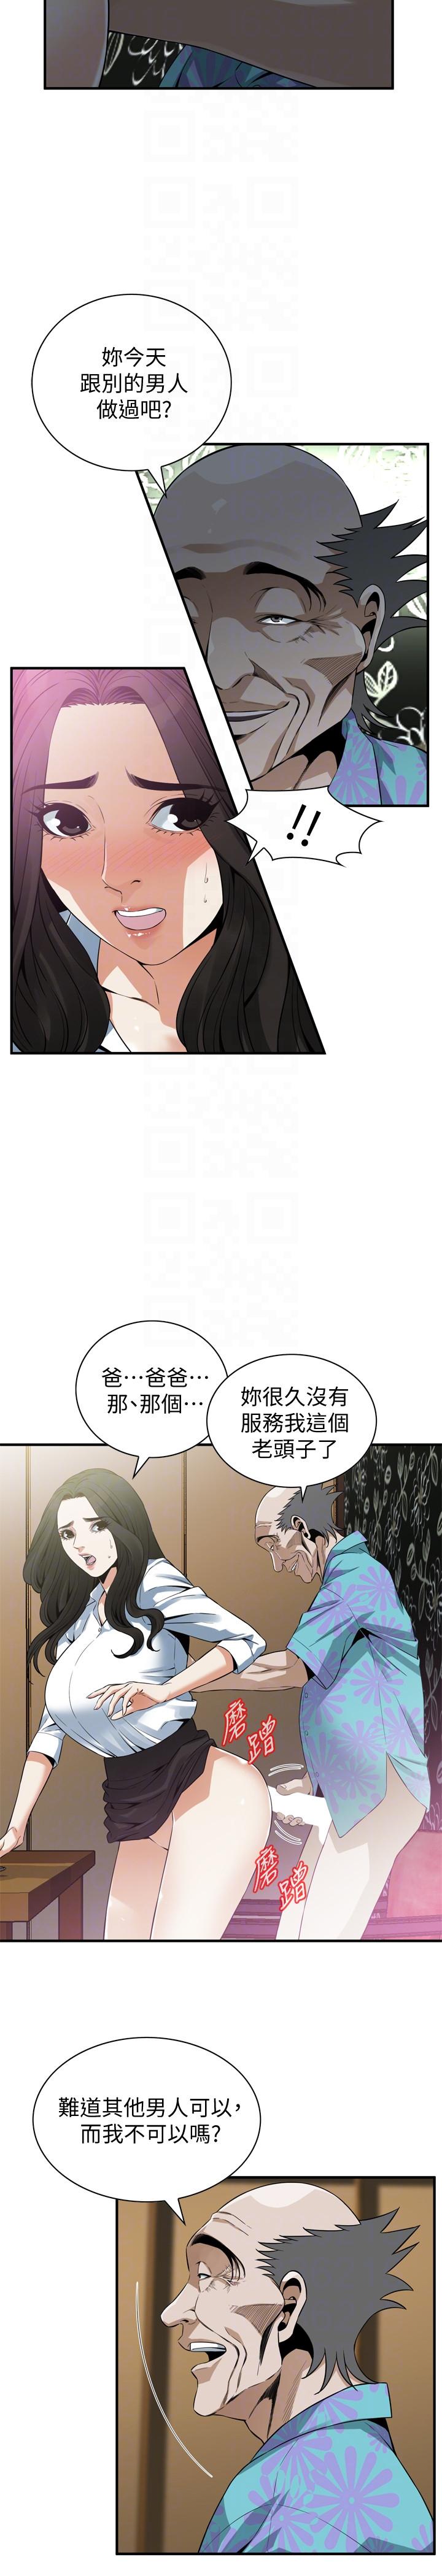 妳今天
跟別的男人
做過吧?
!!
爸⋯爸爸⋯
那、那個⋯
妳很久沒有
服務我這個
老頭子了
磨蹭
磨蹭
難道其他男人可以，
而我不可以嗎?